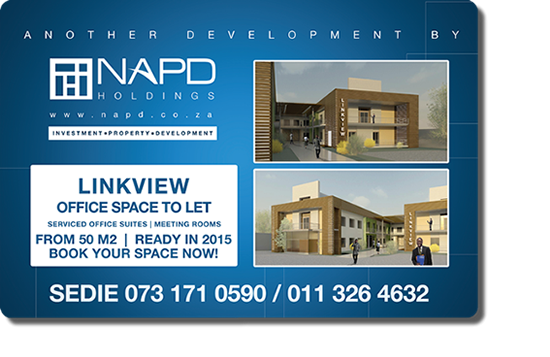 ANOTHER DEVELOPMENT BY
NAPD
HOLDINGS
www.napd.co.za
INVESTMENT•PROPERTY•DEVELOPMENT
LINKVIEW
LINKVIEW
OFFICE SPACE TO LET
SERVICED OFFICE SUITES | MEETING ROOMS
FROM 50 M2 | READY IN 2015
BOOK YOUR SPACE NOW!
LINKVIEW
SEDIE 073 171 0590 / 011 326 4632